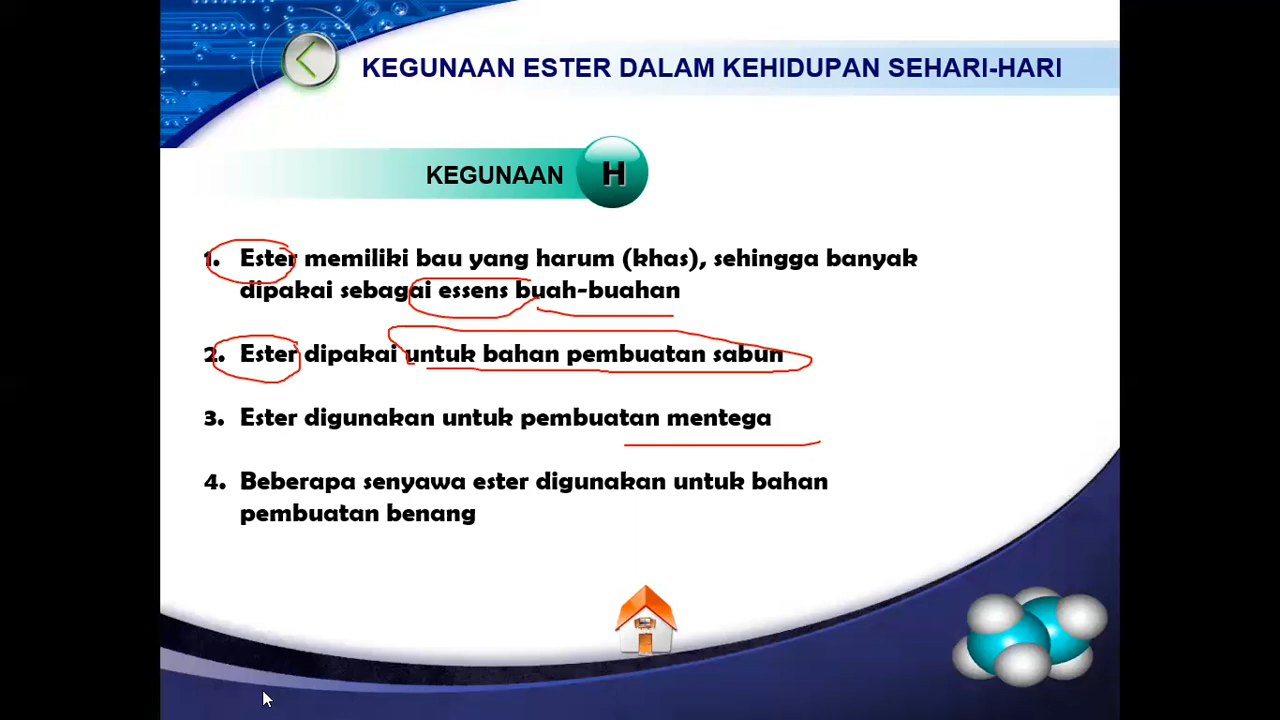 KEGUNAAN ESTER DALAM KEHIDUPAN SEHARI-HARI
KEGUNAAN H
1. Ester memiliki bau yang harum (khas), sehingga banyak
dipakai sebagai essens buah-buahan
2. Ester dipakai untuk bahan pembuatan sabun
3. Ester digunakan untuk pembuatan mentega
4. Beberapa senyawa ester digunakan untuk bahan
pembuatan benang